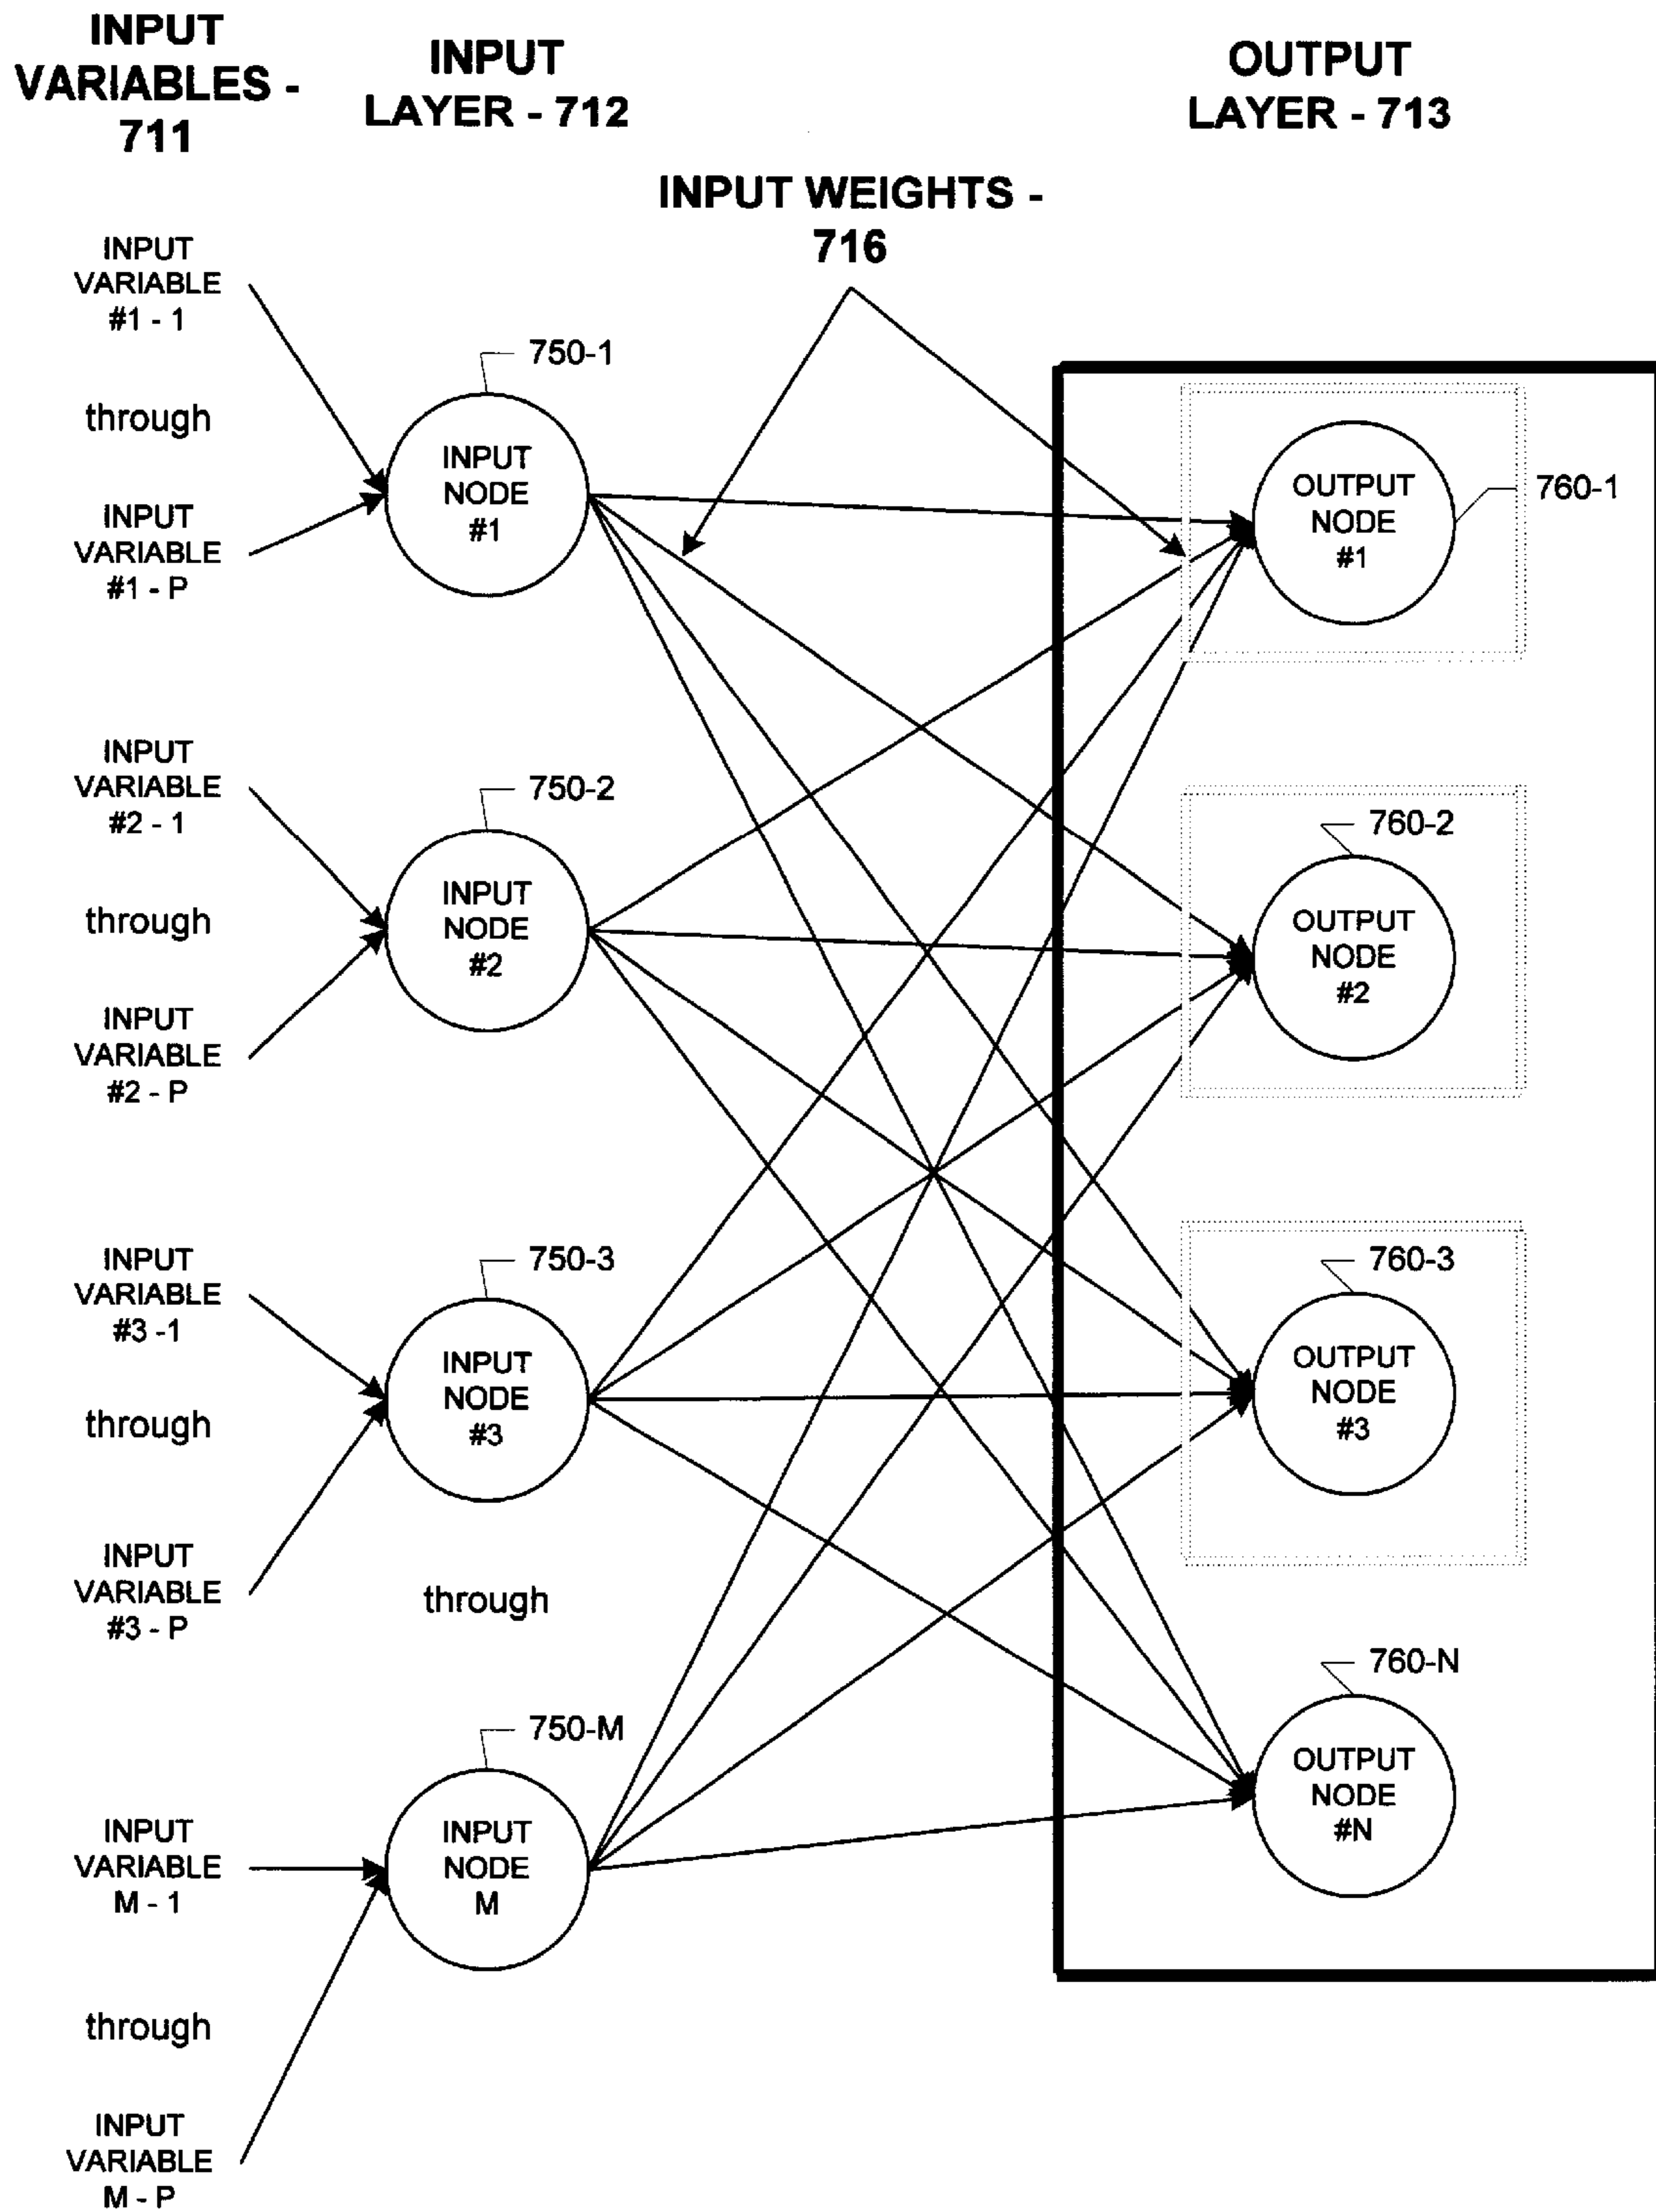 INPUT
VARIABLES -
711
INPUT
LAYER - 712
OUTPUT
LAYER - 713
INPUT WEIGHTS -
716
INPUT
VARIABLE
#1 - 1
through
INPUT
VARIABLE
#1 - P
750-1
INPUT
NODE
#1
OUTPUT
NODE
#1
760-1
INPUT
VARIABLE
#2 - 1
through
INPUT
VARIABLE
#2 - P
750-2
INPUT
NODE
#2
760-2
OUTPUT
NODE
#2
INPUT
VARIABLE
#3 -1
through
INPUT
VARIABLE
#3 - P
750-3
INPUT
NODE
#3
through
760-3
OUTPUT
NODE
#3
INPUT
VARIABLE
M - 1
through
INPUT
VARIABLE
M - P
750-M
INPUT
NODE
M
760-N
OUTPUT
NODE
#N